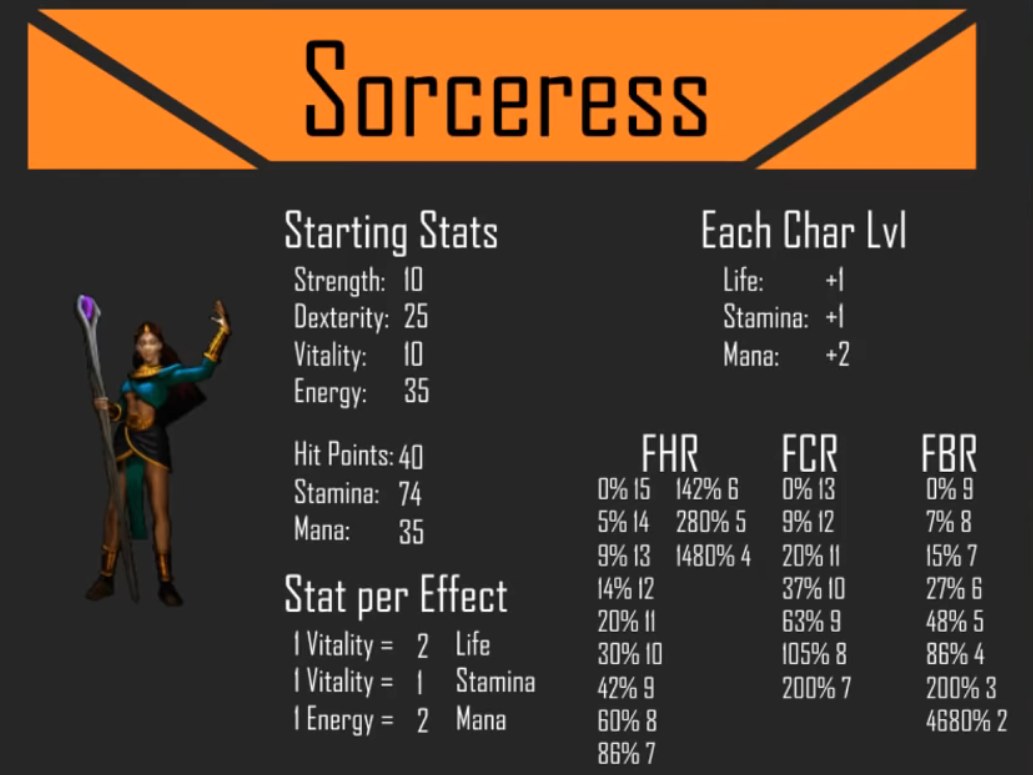 Sorceress
Starting Stats
Strength: 10
Dexterity: 25
Vitality: 10
Energy: 35
Hit Points: 40
Stamina: 74
Mana: 35
Stat per Effect
1 Vitality = 2 Life
1 Vitality = 1 Stamina
1 Energy = 2 Mana
Each Char Lvl
Life: +1
Stamina: +1
Mana: +2
FHR
0% 15
5% 14
9% 13
14% 12
20% 11
30% 10
42% 9
60% 8
86% 7
142% 6
280% 5
1480% 4
FCR
0% 13
9% 12
20% 11
37% 10
63% 9
105% 8
200% 7
FBR
0% 9
7% 8
15% 7
27% 6
48% 5
86% 4
200% 3
4680% 2